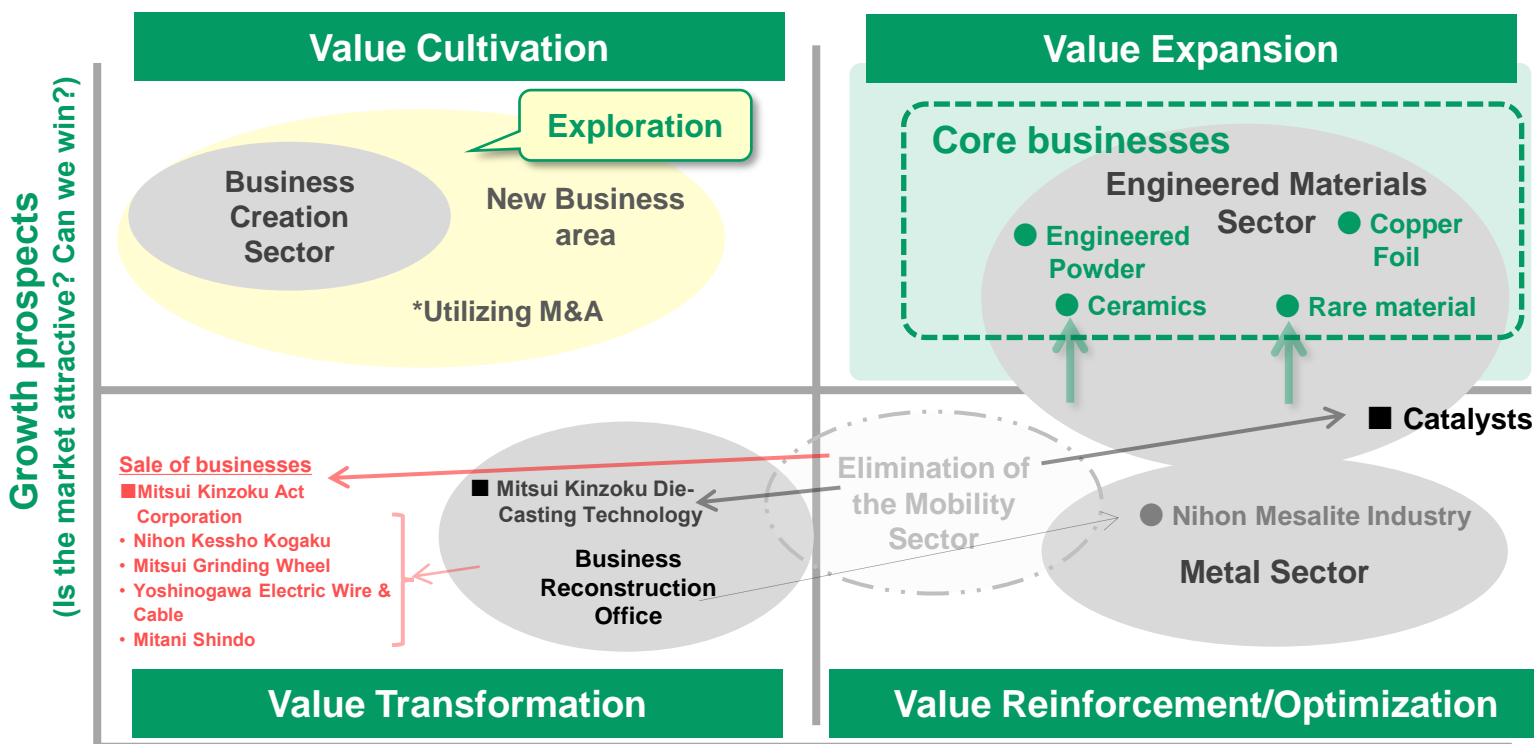 Growth prospects
(Is the market attractive? Can we win?)
Value Cultivation
Exploration
Business
Creation
Sector
New Business
area
*Utilizing M&A
Value Expansion
Core businesses
Engineered Materials
Sector
● Engineered
Powder
● Copper
Foil
● Ceramics
● Rare material
■ Catalysts
Sale of businesses
■Mitsui Kinzoku Act
Corporation
• Nihon Kessho Kogaku
• Mitsui Grinding Wheel
• Yoshinogawa Electric Wire &
Cable
• Mitani Shindo
■ Mitsui Kinzoku Die-
Casting Technology
Business
Reconstruction
Office
Elimination of
the Mobility
Sector
● Nihon Mesalite Industry
Metal Sector
Value Transformation
Value Reinforcement/Optimization